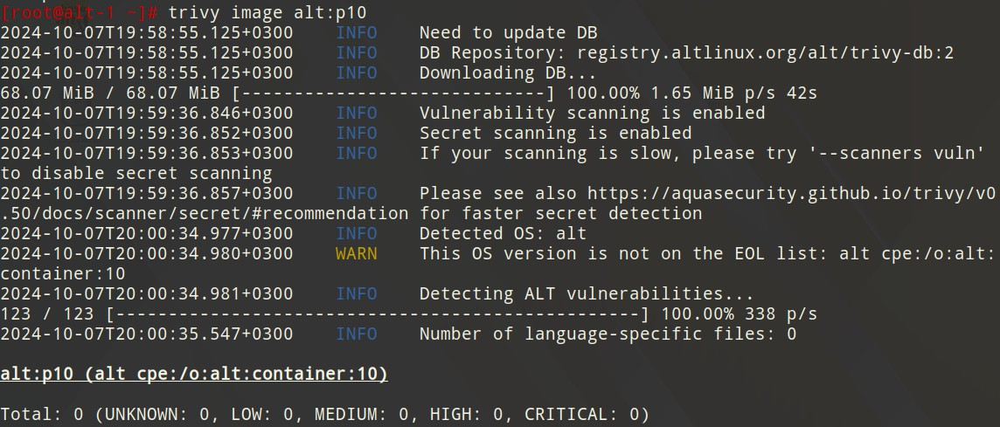 [root@alt-1 ~]# trivy image alt:p10
2024-10-07T19:58:55.125+0300    INFO    Need to update DB
2024-10-07T19:58:55.125+0300    INFO    DB Repository: registry.altlinux.org/alt/trivy-db:2
2024-10-07T19:58:55.125+0300    INFO    Downloading DB...
68.07 MiB / 68.07 MiB [------------------------------] 100.00% 1.65 MiB p/s 42s
2024-10-07T19:59:36.846+0300    INFO    Vulnerability scanning is enabled
2024-10-07T19:59:36.852+0300    INFO    Secret scanning is enabled
2024-10-07T19:59:36.853+0300    INFO    If your scanning is slow, please try '--scanners vuln'
to disable secret scanning
2024-10-07T19:59:36.857+0300    INFO    Please see also https://aquasecurity.github.io/trivy/v0
.50/docs/scanner/secret/#recommendation for faster secret detection
2024-10-07T20:00:34.977+0300    INFO    Detected OS: alt
2024-10-07T20:00:34.980+0300    WARN    This OS version is not on the EOL list: alt cpe:/o:alt:
container:10
2024-10-07T20:00:34.981+0300    INFO    Detecting ALT vulnerabilities...
123 / 123 [---------------------------------------------------] 100.00% 338 p/s
2024-10-07T20:00:35.547+0300    INFO    Number of language-specific files: 0
alt:p10 (alt cpe:/o:alt:container:10)
Total: 0 (UNKNOWN: 0, LOW: 0, MEDIUM: 0, HIGH: 0, CRITICAL: 0)